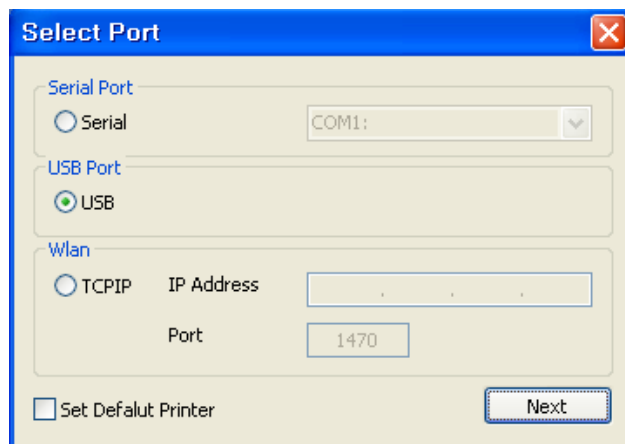 Select Port
Serial Port
Serial COM1:
USB Port
USB
Wlan
TCPIP IP Address . . .
Port 1470
Set Defalut Printer Next